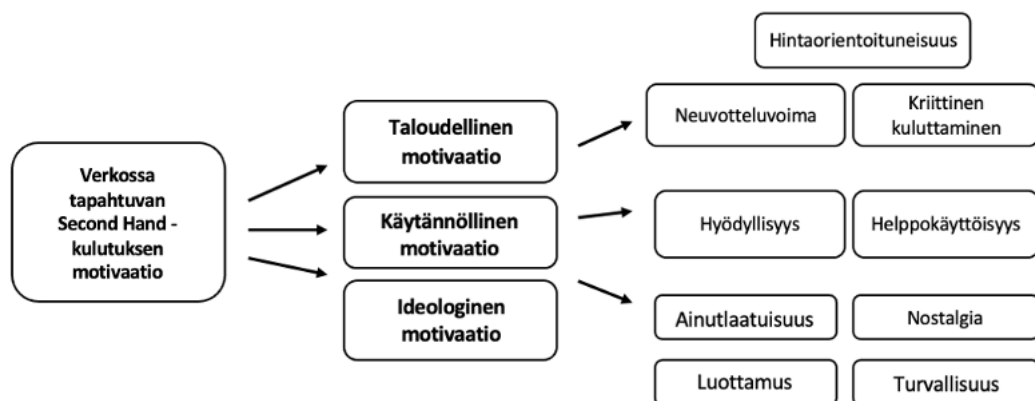 Verkossa
tapahtuvan
Second Hand -
kulutuksen
motivaatio
Taloudellinen
motivaatio
Käytännöllinen
motivaatio
Ideologinen
motivaatio
Hintaorientoituneisuus
Neuvotteluvoima
Kriittinen
kuluttaminen
Hyödyllisyys
Helppokäyttöisyys
Ainutlaatuisuus
Nostalgia
Luottamus
Turvallisuus